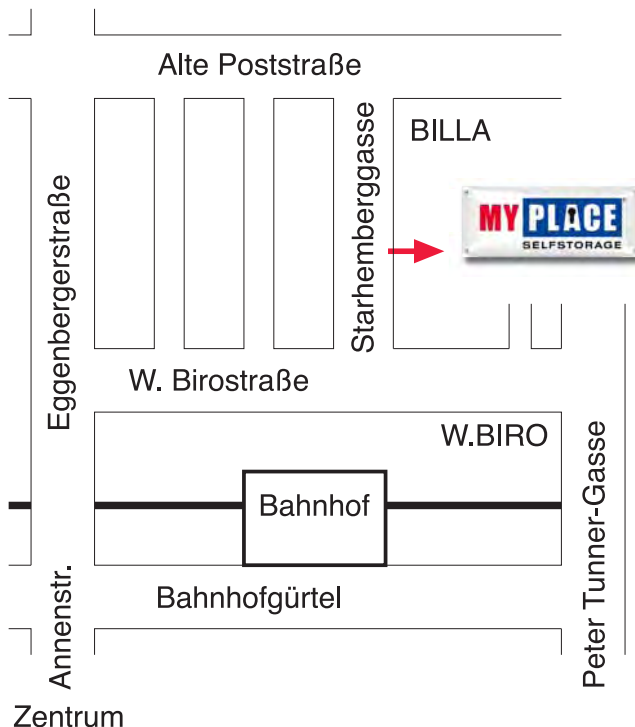 Alte Poststraße
BILLA
Eggenbergerstraße
Starhemberggasse
MY PLACE
SELFSTORAGE
W. Birostraße
W.BIRO
Bahnhof
Peter Tunner-Gasse
Annenstr.
Bahnhofgürtel
Zentrum